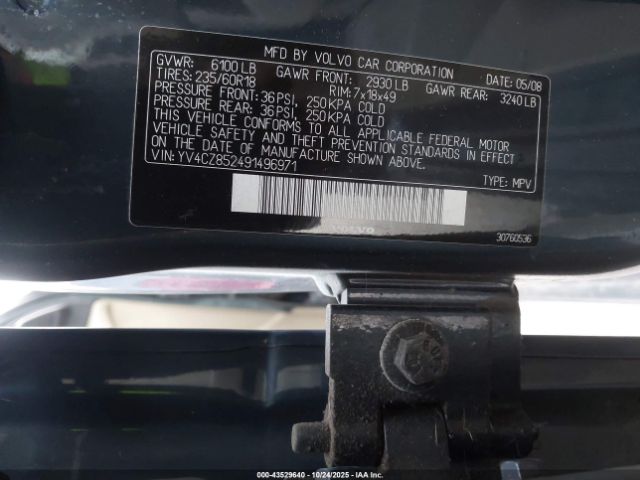 MFD BY VOLVO CAR CORPORATION DATE: 05/08
GVWR: 6100 LB GAWR FRONT: 2930 LB GAWR REAR: 3240 LB
TIRES: 235/60R18 RIM: 7x18x49
PRESSURE FRONT: 36 PSI, 250 KPA COLD
PRESSURE REAR: 36 PSI, 250 KPA COLD
THIS VEHICLE CONFORMS TO ALL APPLICABLE FEDERAL MOTOR
VEHICLE SAFETY AND THEFT PREVENTION STANDARDS IN EFFECT
ON THE DATE OF MANUFACTURE SHOWN ABOVE.
VIN: YV4CZ852491496971 TYPE: MPV
VOLVO 30760536
000-43529640 - 10/24/2025 - IAAI.COM